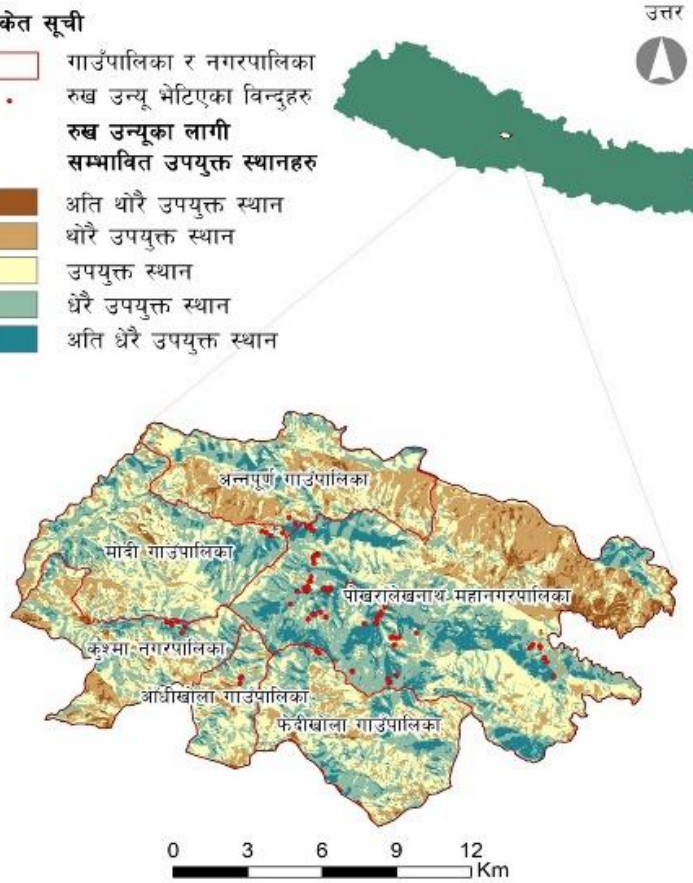 केत सूची
उत्तर
गाउँपालिका र नगरपालिका
रुख उन्यू भेटिएका विन्दुहरु
रुख उन्यूका लागी
सम्भावित उपयुक्त स्थानहरु
अति थोरै उपयुक्त स्थान
थोरै उपयुक्त स्थान
उपयुक्त स्थान
धेरै उपयुक्त स्थान
अति धेरै उपयुक्त स्थान
अन्नपूर्ण गाउँपालिका
मोदी गाउँपालिका
पोखरालेखनाथ महानगरपालिका
कुश्मा नगरपालिका
आँधीखोला गाउँपालिका
फेदीखोला गाउँपालिका
0 3 6 9 12
Km